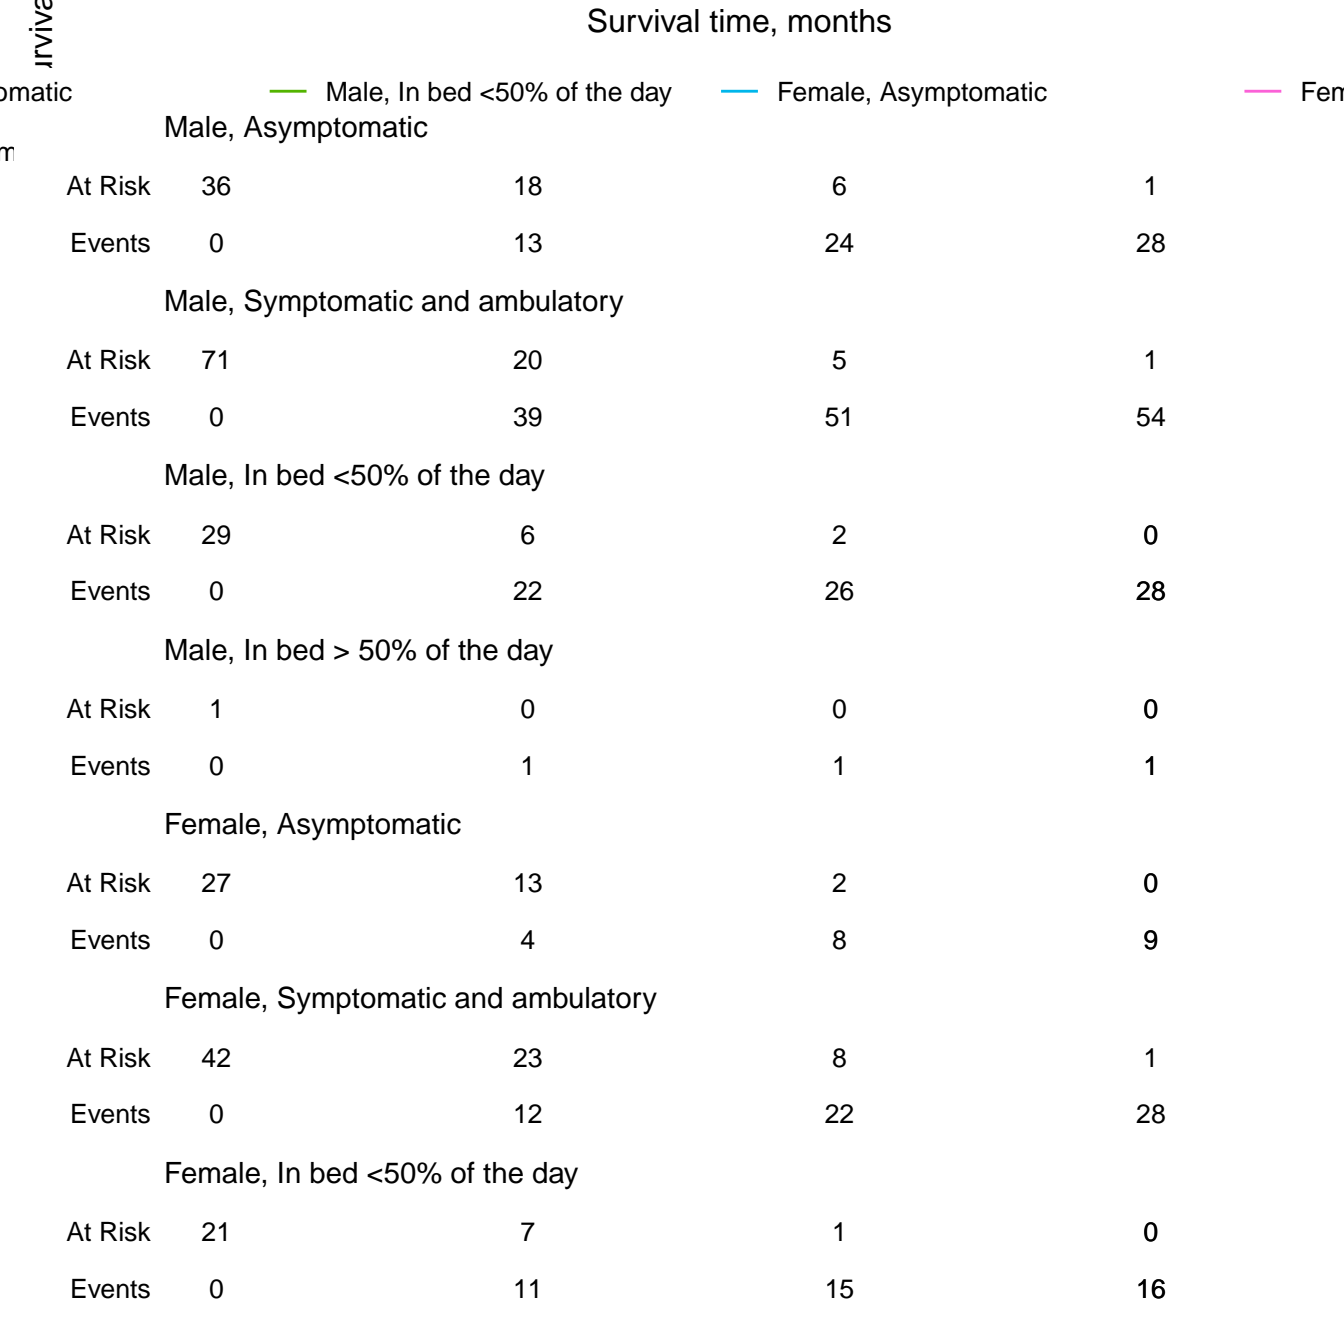 Survival time, months
Male, In bed <50% of the day Female, Asymptomatic
Male, Asymptomatic
At Risk 36 18 6 1
Events 0 13 24 28
Male, Symptomatic and ambulatory
At Risk 71 20 5 1
Events 0 39 51 54
Male, In bed <50% of the day
At Risk 29 6 2 0
Events 0 22 26 28
Male, In bed > 50% of the day
At Risk 1 0 0 0
Events 0 1 1 1
Female, Asymptomatic
At Risk 27 13 2 0
Events 0 4 8 9
Female, Symptomatic and ambulatory
At Risk 42 23 8 1
Events 0 12 22 28
Female, In bed <50% of the day
At Risk 21 7 1 0
Events 0 11 15 16